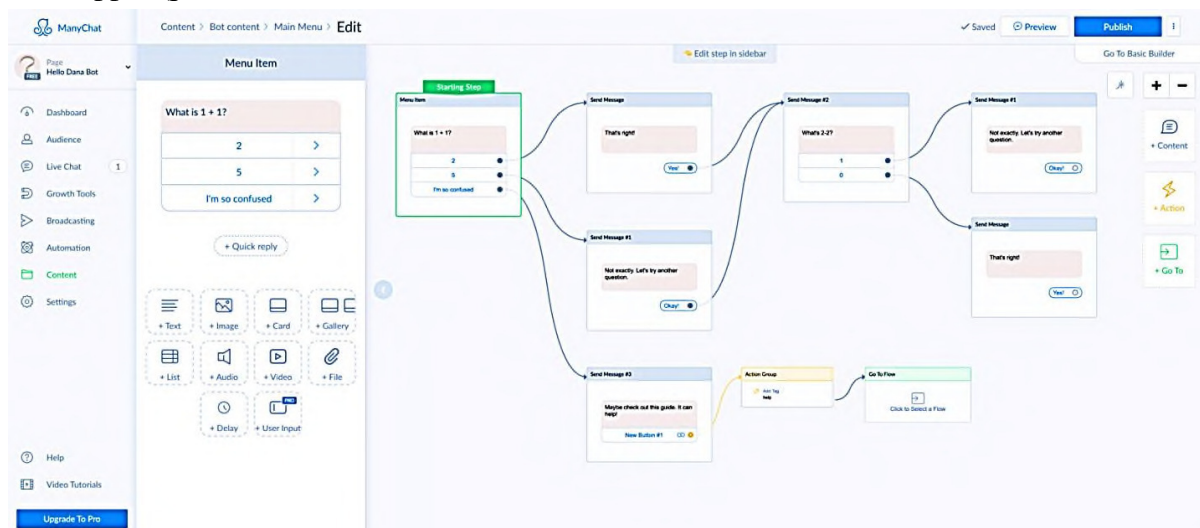 ManyChat
Content > Bot content > Main Menu > Edit
Saved
Preview
Publish
Page
Hello Dana Bot
FREE
Menu Item
Edit step in sidebar
Go To Basic Builder
Dashboard
Audience
Live Chat
1
Growth Tools
Broadcasting
Automation
Content
Settings
Help
Video Tutorials
Upgrade To Pro
What is 1 + 1?
2
5
I'm so confused
+ Quick reply
+ Text
+ Image
+ Card
+ Gallery
+ List
+ Audio
+ Video
+ File
+ Delay
PRO
+ User Input
Starting Step
Menu Item
What is 1 + 1?
2
5
I'm so confused
Send Message
That's right!
Yes!
Send Message #1
Not exactly. Let's try another
question.
Okay!
Send Message #3
Maybe check out this guide. It can
help!
New Button #1
Action Group
Add Tag
help
Go To Flow
Click to Select a Flow
Send Message #2
What's 2-2?
1
0
Send Message #1
Not exactly. Let's try another
question.
Okay!
Send Message
That's right!
Yes!
+ Content
+ Action
+ Go To